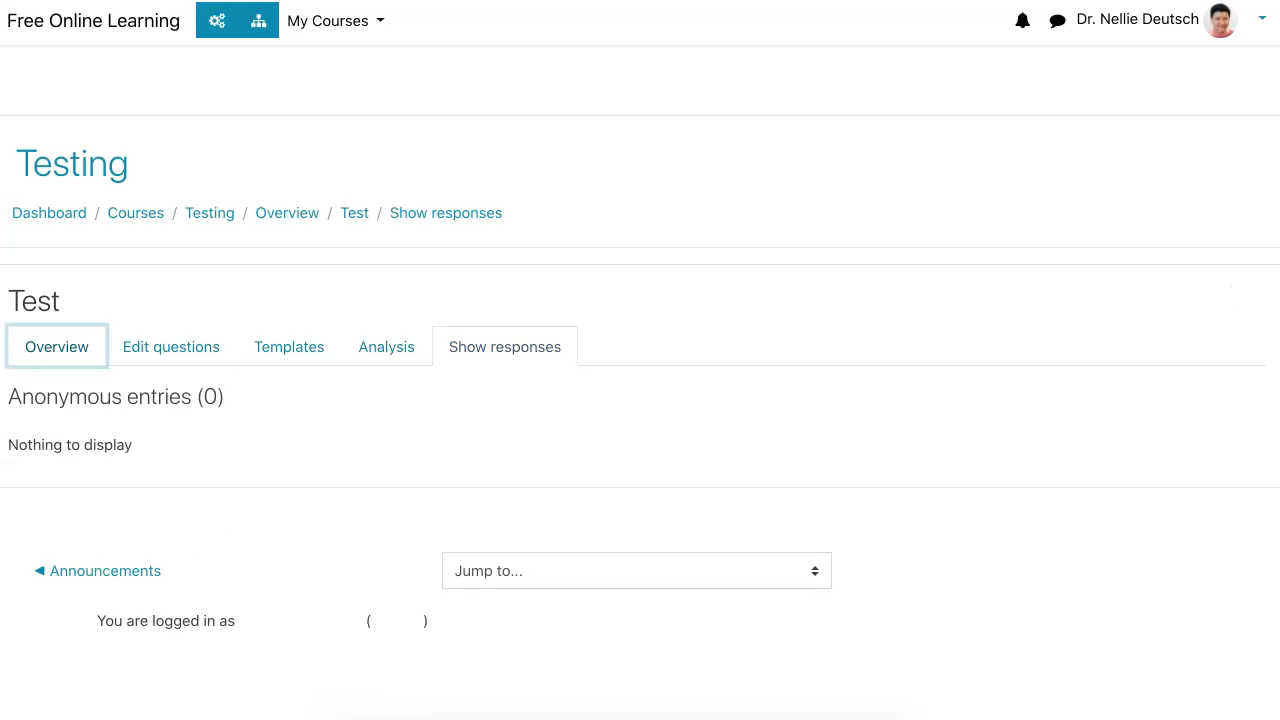 Free Online Learning My Courses Dr. Nellie Deutsch
Testing
Dashboard / Courses / Testing / Overview / Test / Show responses
Test
Overview Edit questions Templates Analysis Show responses
Anonymous entries (0)
Nothing to display
◄ Announcements Jump to...
You are logged in as ( )